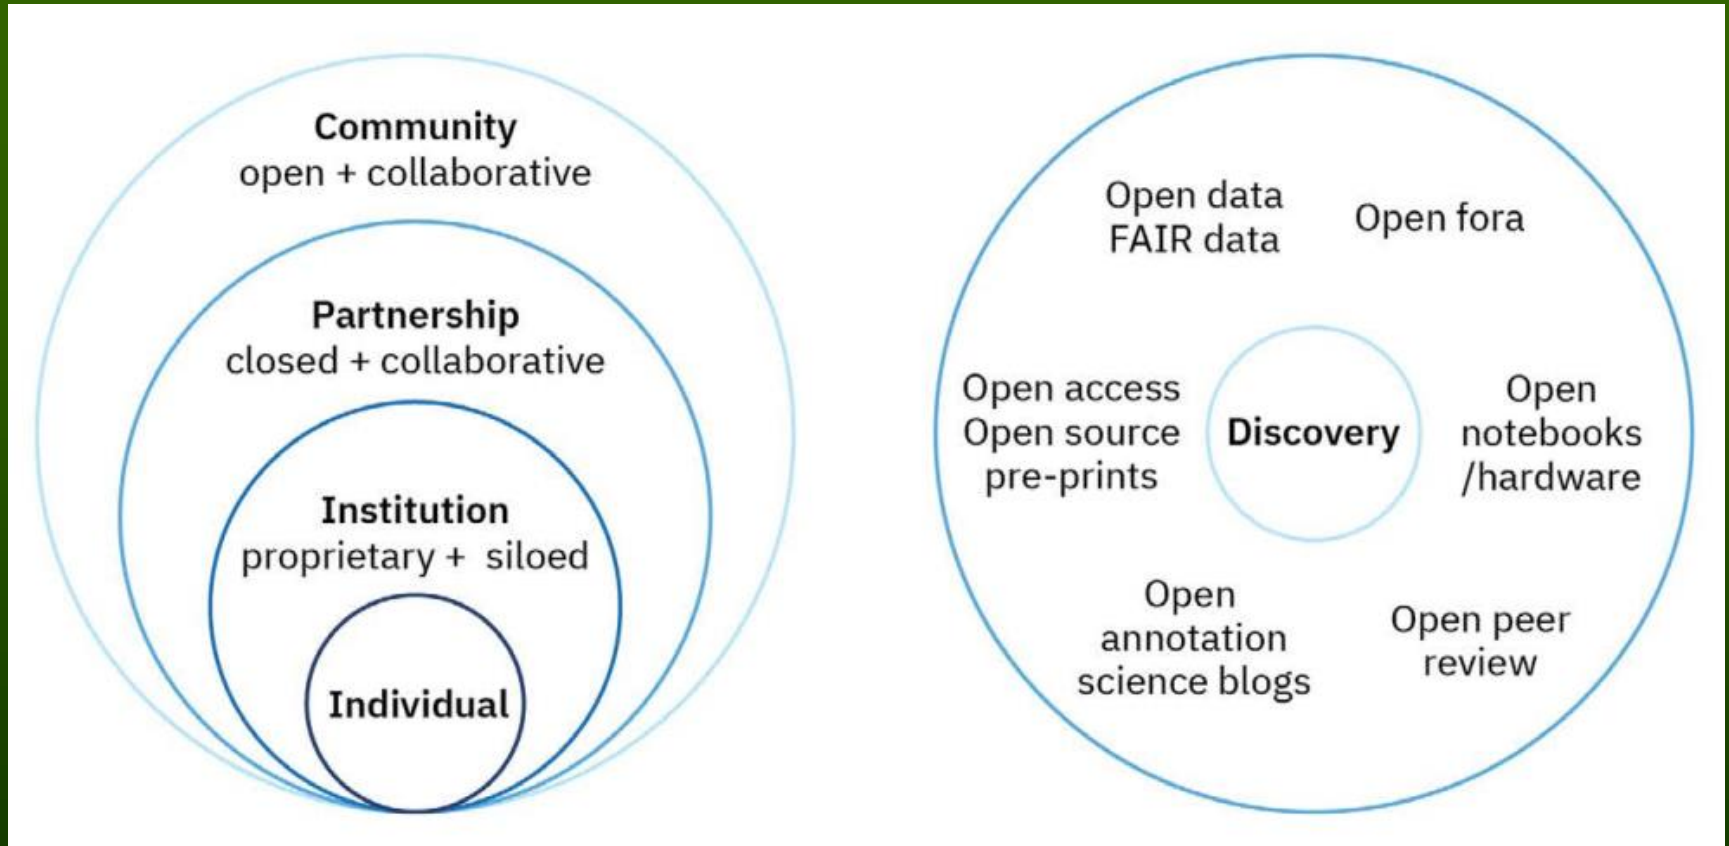 Community
open + collaborative
Partnership
closed + collaborative
Institution
proprietary + siloed
Individual
Open data
FAIR data
Open fora
Open access
Open source
pre-prints
Discovery
Open
notebooks
/hardware
Open
annotation
science blogs
Open peer
review